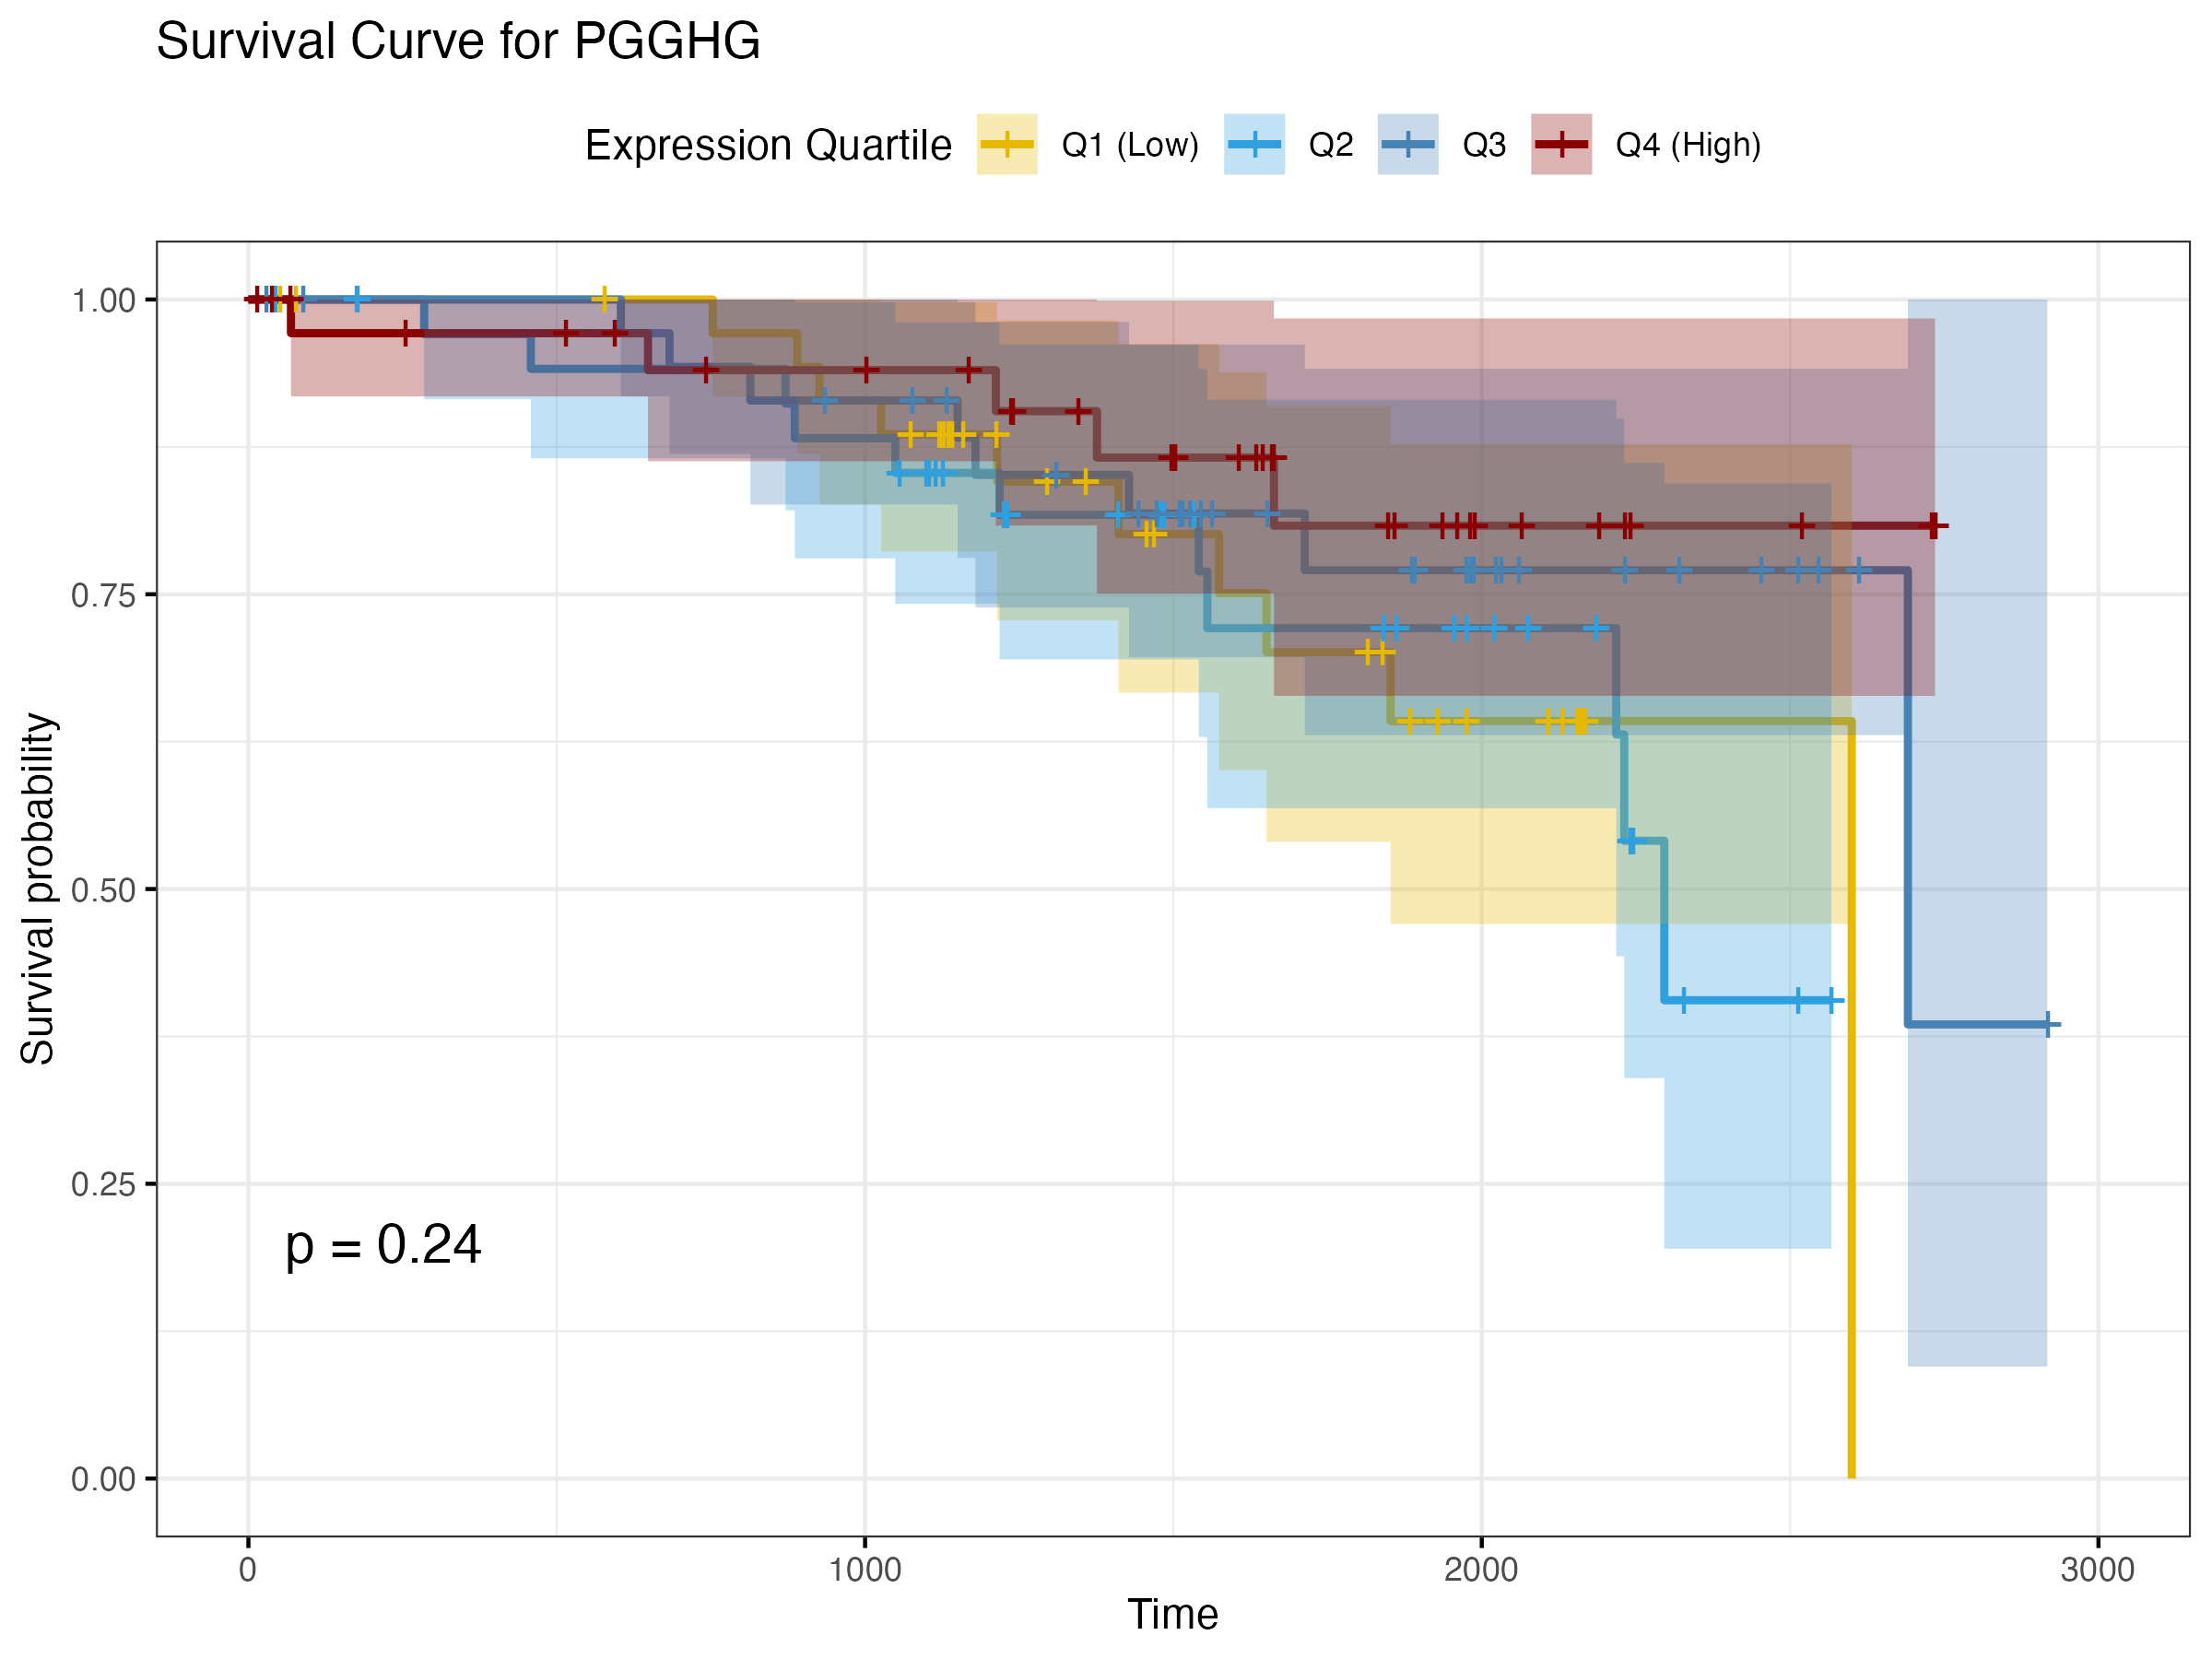 Survival Curve for PGGHG
Expression Quartile Q1 (Low) Q2 Q3 Q4 (High)
Survival probability
1.00
0.75
0.50
0.25
0.00
p = 0.24
0 1000 2000 3000
Time